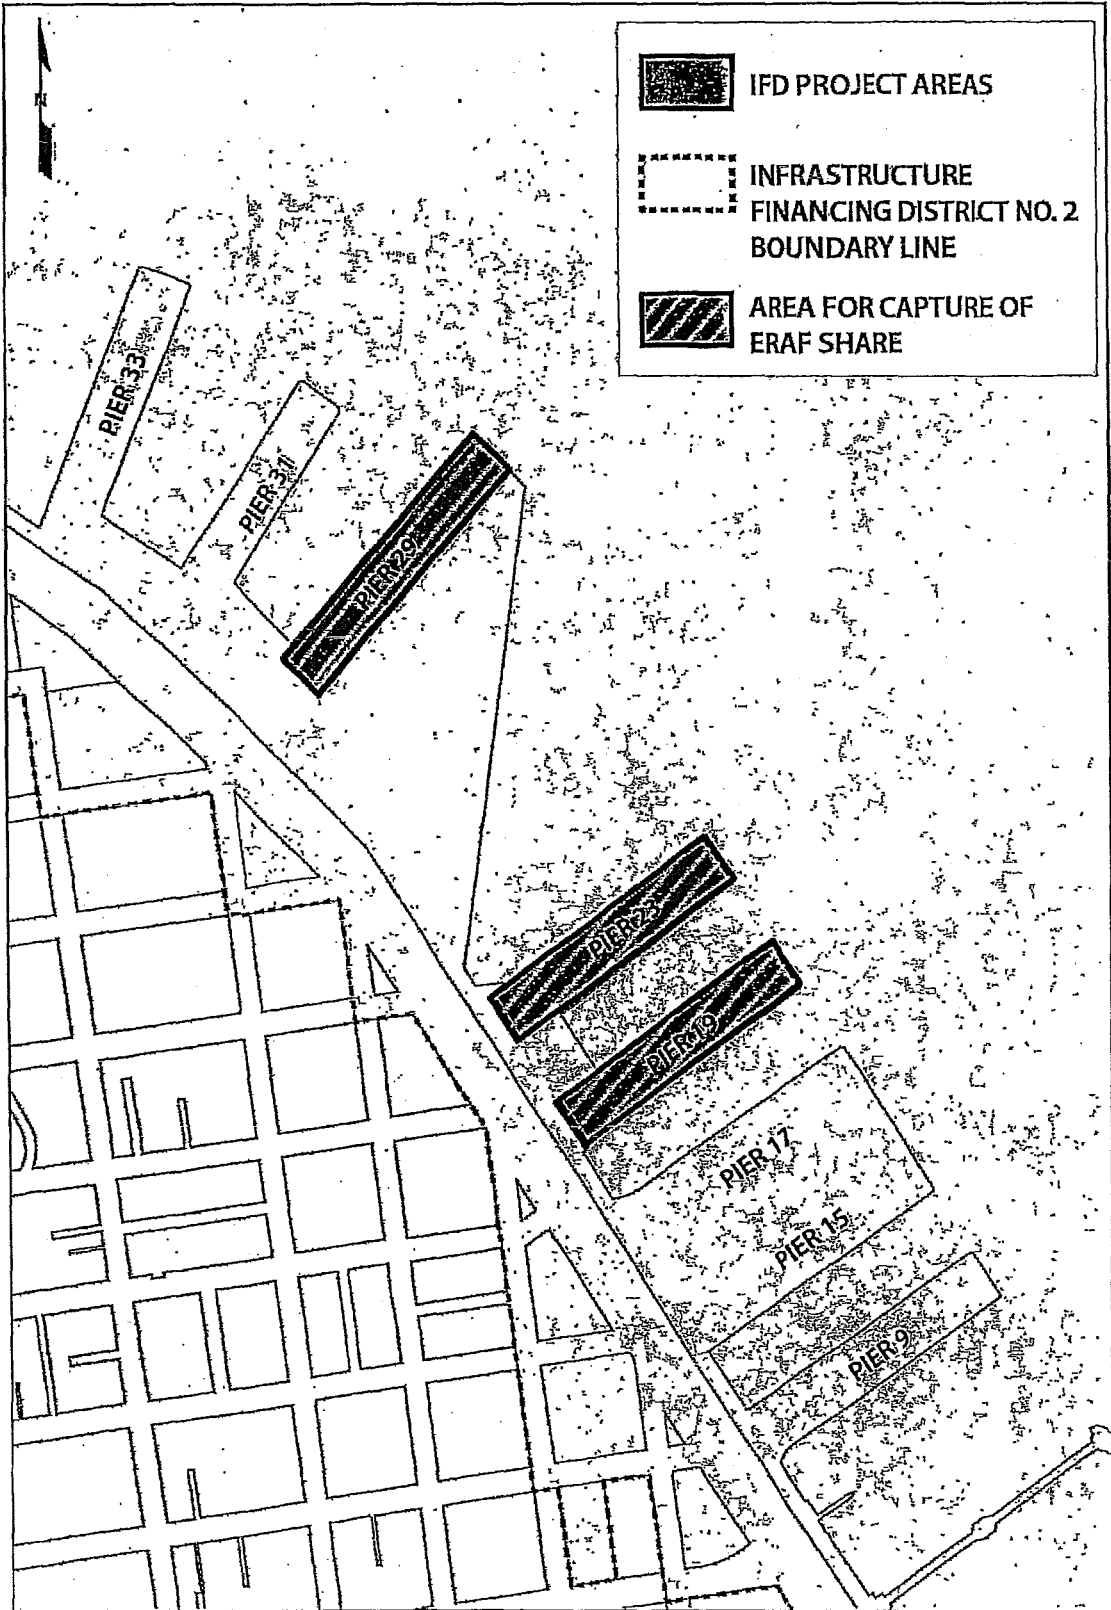 N
IFD PROJECT AREAS
INFRASTRUCTURE
FINANCING DISTRICT NO. 2
BOUNDARY LINE
AREA FOR CAPTURE OF
ERAF SHARE
PIER 33
PIER 31
PIER 29
PIER 23
PIER 19
PIER 17
PIER 15
PIER 9